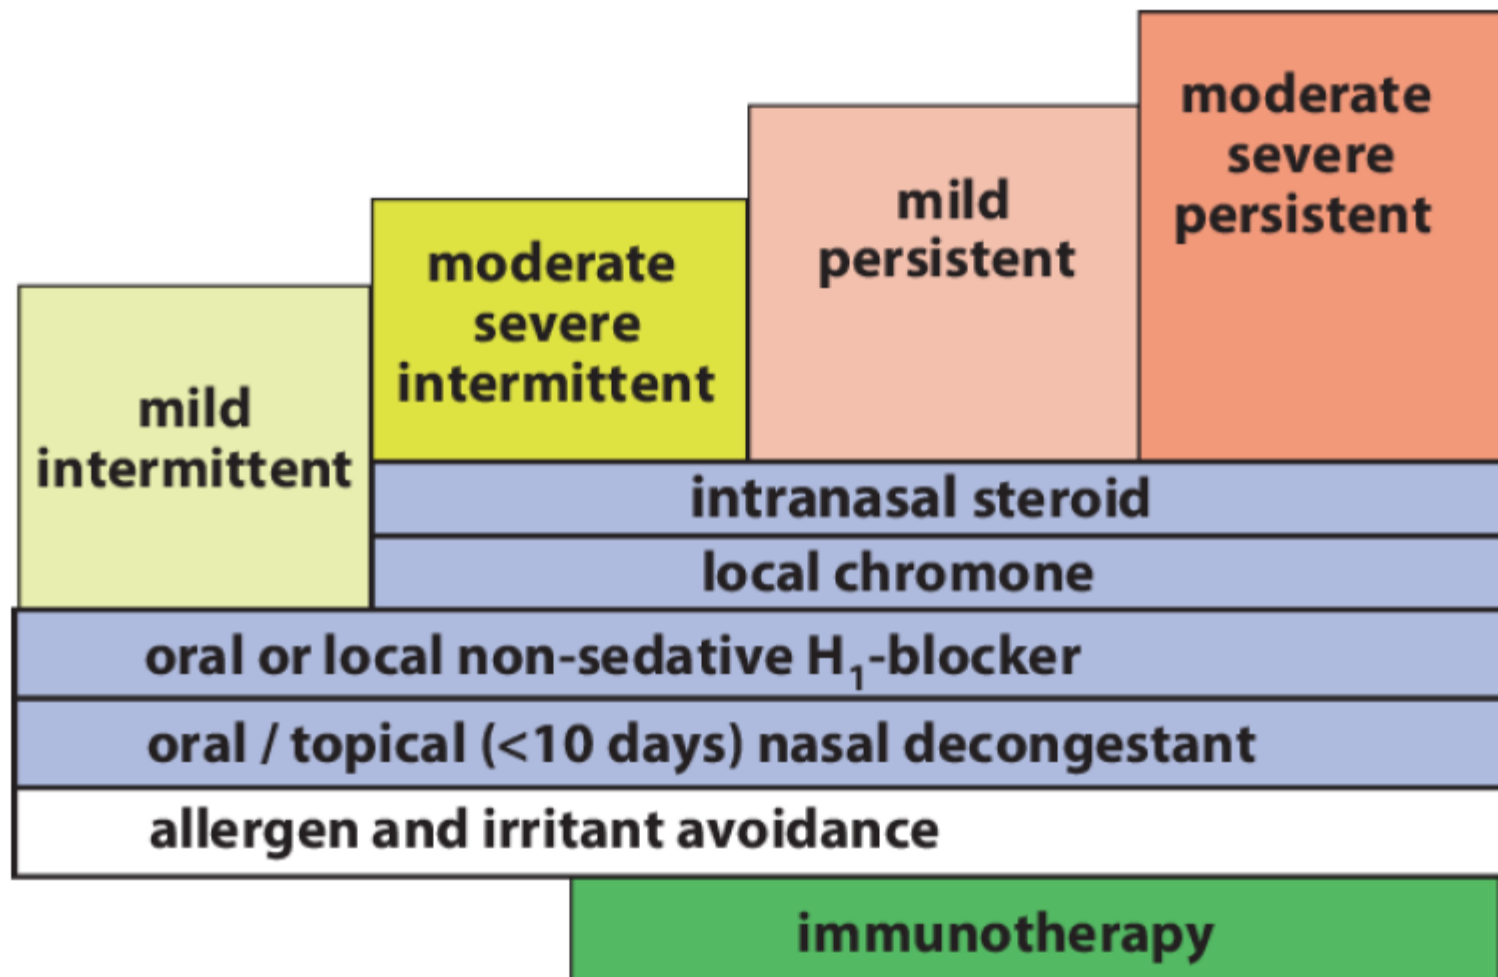 moderate
severe
persistent
mild
persistent
moderate
severe
intermittent
mild
intermittent
intranasal steroid
local chromone
oral or local non-sedative H₁-blocker
oral / topical (<10 days) nasal decongestant
allergen and irritant avoidance
immunotherapy